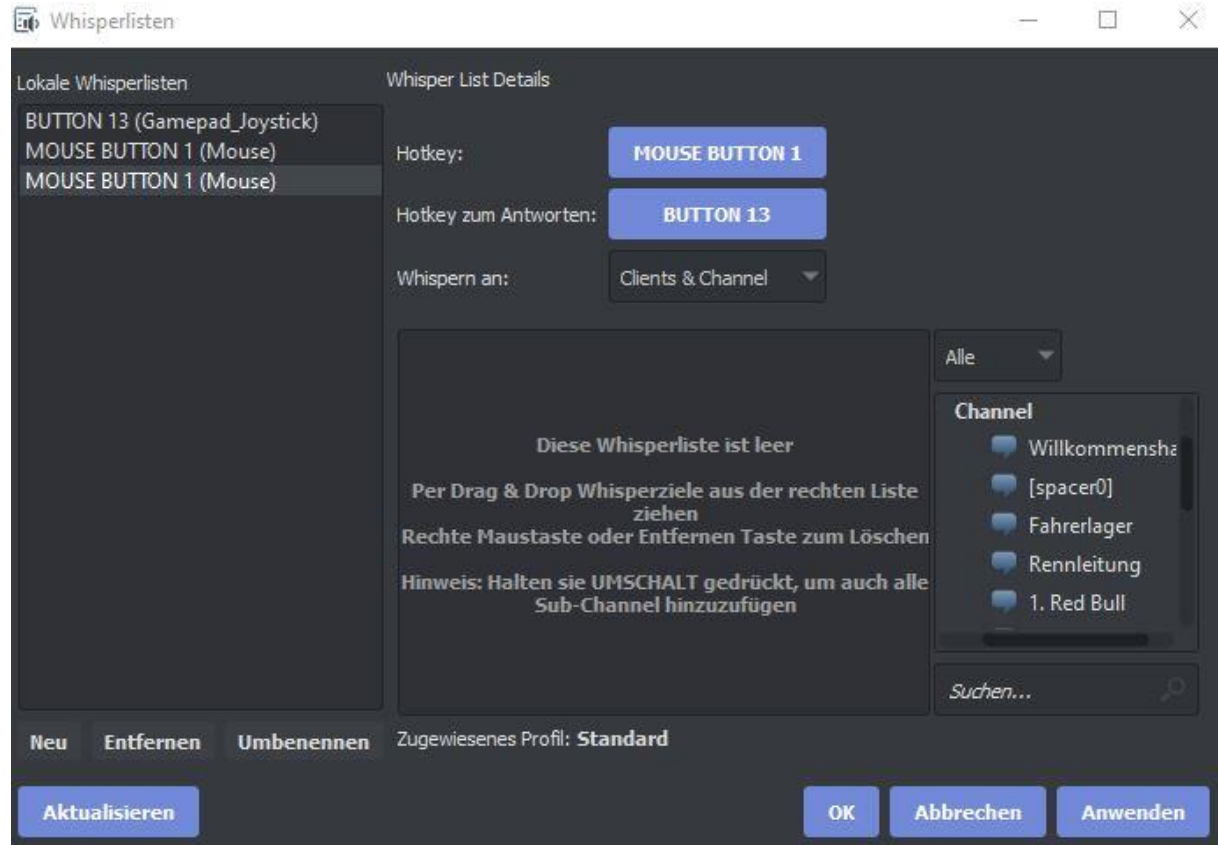 Whisperlisten
Lokale Whisperlisten
BUTTON 13 (Gamepad_Joystick)
MOUSE BUTTON 1 (Mouse)
MOUSE BUTTON 1 (Mouse)
Neu
Entfernen
Umbenennen
Whisper List Details
Hotkey:
MOUSE BUTTON 1
Hotkey zum Antworten:
BUTTON 13
Whispern an:
Clients & Channel
Diese Whisperliste ist leer
Per Drag & Drop Whisperziele aus der rechten Liste
ziehen
Rechte Maustaste oder Entfernen Taste zum Löschen
Hinweis: Halten sie UMSCHALT gedrückt, um auch alle
Sub-Channel hinzuzufügen
Alle
Channel
Willkommensha
[spacer0]
Fahrerlager
Rennleitung
1. Red Bull
Suchen...
Zugewiesenes Profil: Standard
Aktualisieren
OK
Abbrechen
Anwenden